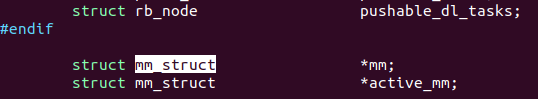 struct rb_node pushable_dl_tasks;
#endif
struct mm_struct *mm;
struct mm_struct *active_mm;